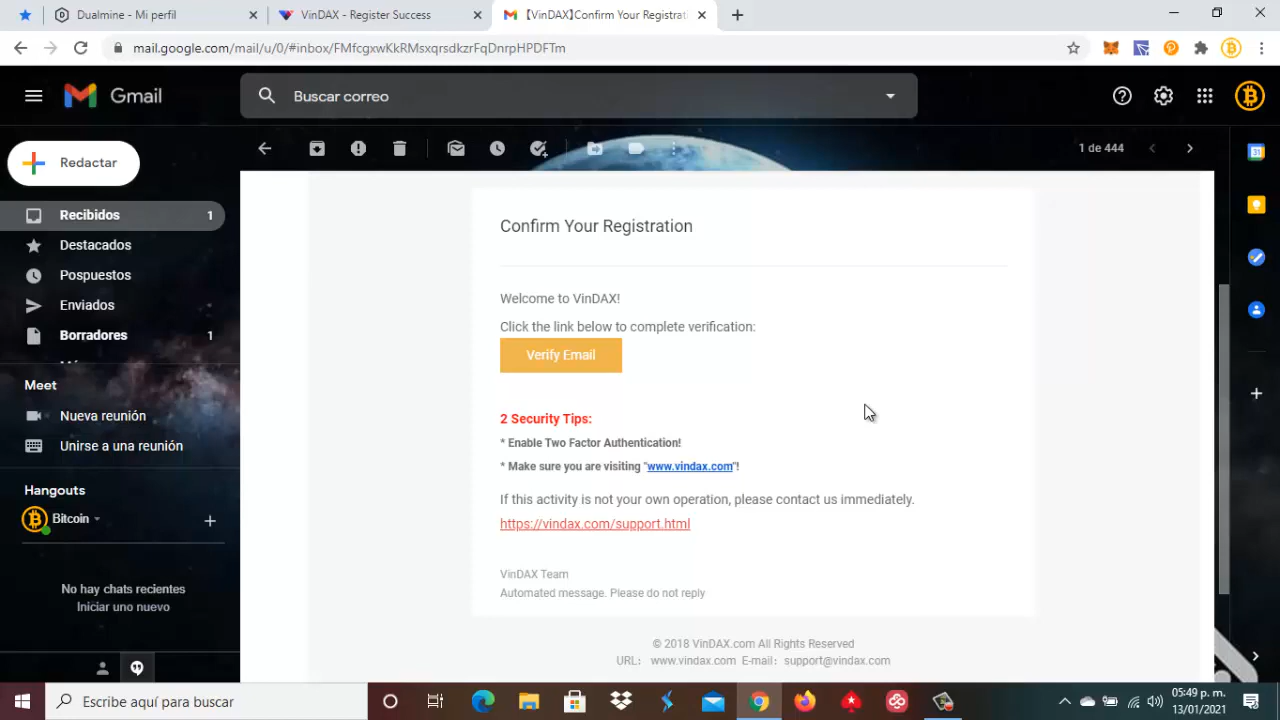 Dualmine - Mi perfil
VinDAX - Register Success
【VinDAX】Confirm Your Registrati
mail.google.com/mail/u/0/#inbox/FMfcgxwKkRMsxqrsdkzrFqDnrpHPDFTm
Gmail
Buscar correo
1 de 444
Redactar
Recibidos 1
Destacados
Pospuestos
Enviados
Borradores 1
Meet
Nueva reunión
Unirse a una reunión
Hangouts
Bitcoin
No hay chats recientes
Iniciar uno nuevo
Confirm Your Registration
Welcome to VinDAX!
Click the link below to complete verification:
Verify Email
2 Security Tips:
* Enable Two Factor Authentication!
* Make sure you are visiting "www.vindax.com"!
If this activity is not your own operation, please contact us immediately.
https://vindax.com/support.html
VinDAX Team
Automated message. Please do not reply
© 2018 VinDAX.com All Rights Reserved
URL: www.vindax.com E-mail: support@vindax.com
31
Escribe aquí para buscar
05:49 p. m.
13/01/2021